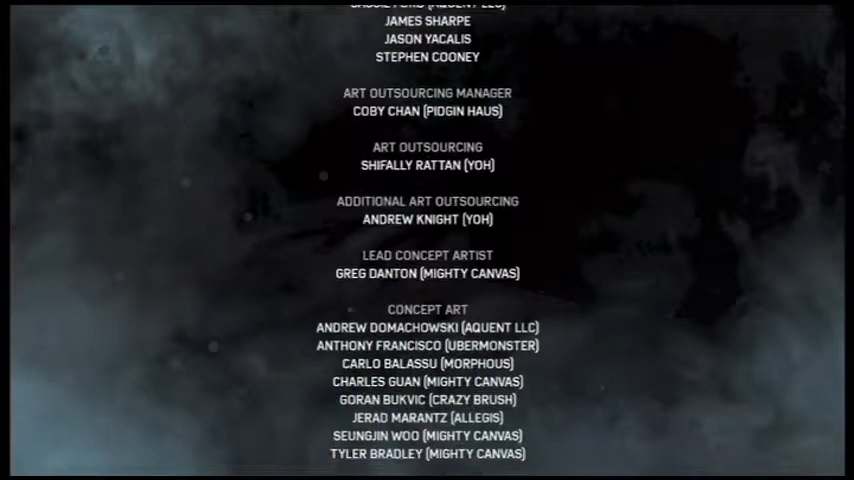 JAMES SHARPE
JASON YACALIS
STEPHEN COONEY
ART OUTSOURCING MANAGER
COBY CHAN (PIDGIN HAUS)
ART OUTSOURCING
SHIFALLY RATTAN (YOH)
ADDITIONAL ART OUTSOURCING
ANDREW KNIGHT (YOH)
LEAD CONCEPT ARTIST
GREG DANTON (MIGHTY CANVAS)
CONCEPT ART
ANDREW DOMACHOWSKI (AQUENT LLC)
ANTHONY FRANCISCO (UBERMONSTER)
CARLO BALASSU (MORPHOUS)
CHARLES GUAN (MIGHTY CANVAS)
GORAN BUKVIC (CRAZY BRUSH)
JERAD MARANTZ (ALLEGIS)
SEUNGJIN WOO (MIGHTY CANVAS)
TYLER BRADLEY (MIGHTY CANVAS)